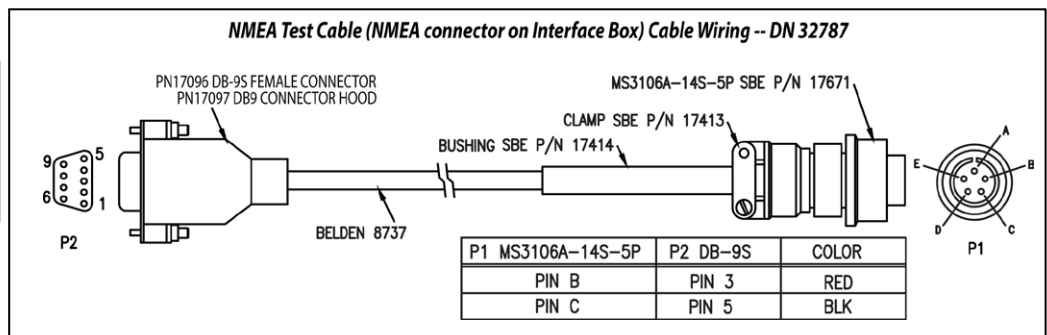 NMEA Test Cable (NMEA connector on Interface Box) Cable Wiring -- DN 32787
PN17096 DB-9S FEMALE CONNECTOR
PN17097 DB9 CONNECTOR HOOD
MS3106A-14S-5P SBE P/N 17671
CLAMP SBE P/N 17413
BUSHING SBE P/N 17414
9
5
6
1
P2
BELDEN 8737
A
E
B
D
C
P1
P1 MS3106A-14S-5P P2 DB-9S COLOR
PIN B PIN 3 RED
PIN C PIN 5 BLK